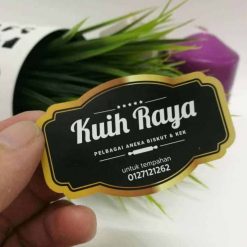 Kuih Raya
PELBAGAI ANEKA BISKUT & KEK
untuk tempahan
0127121262